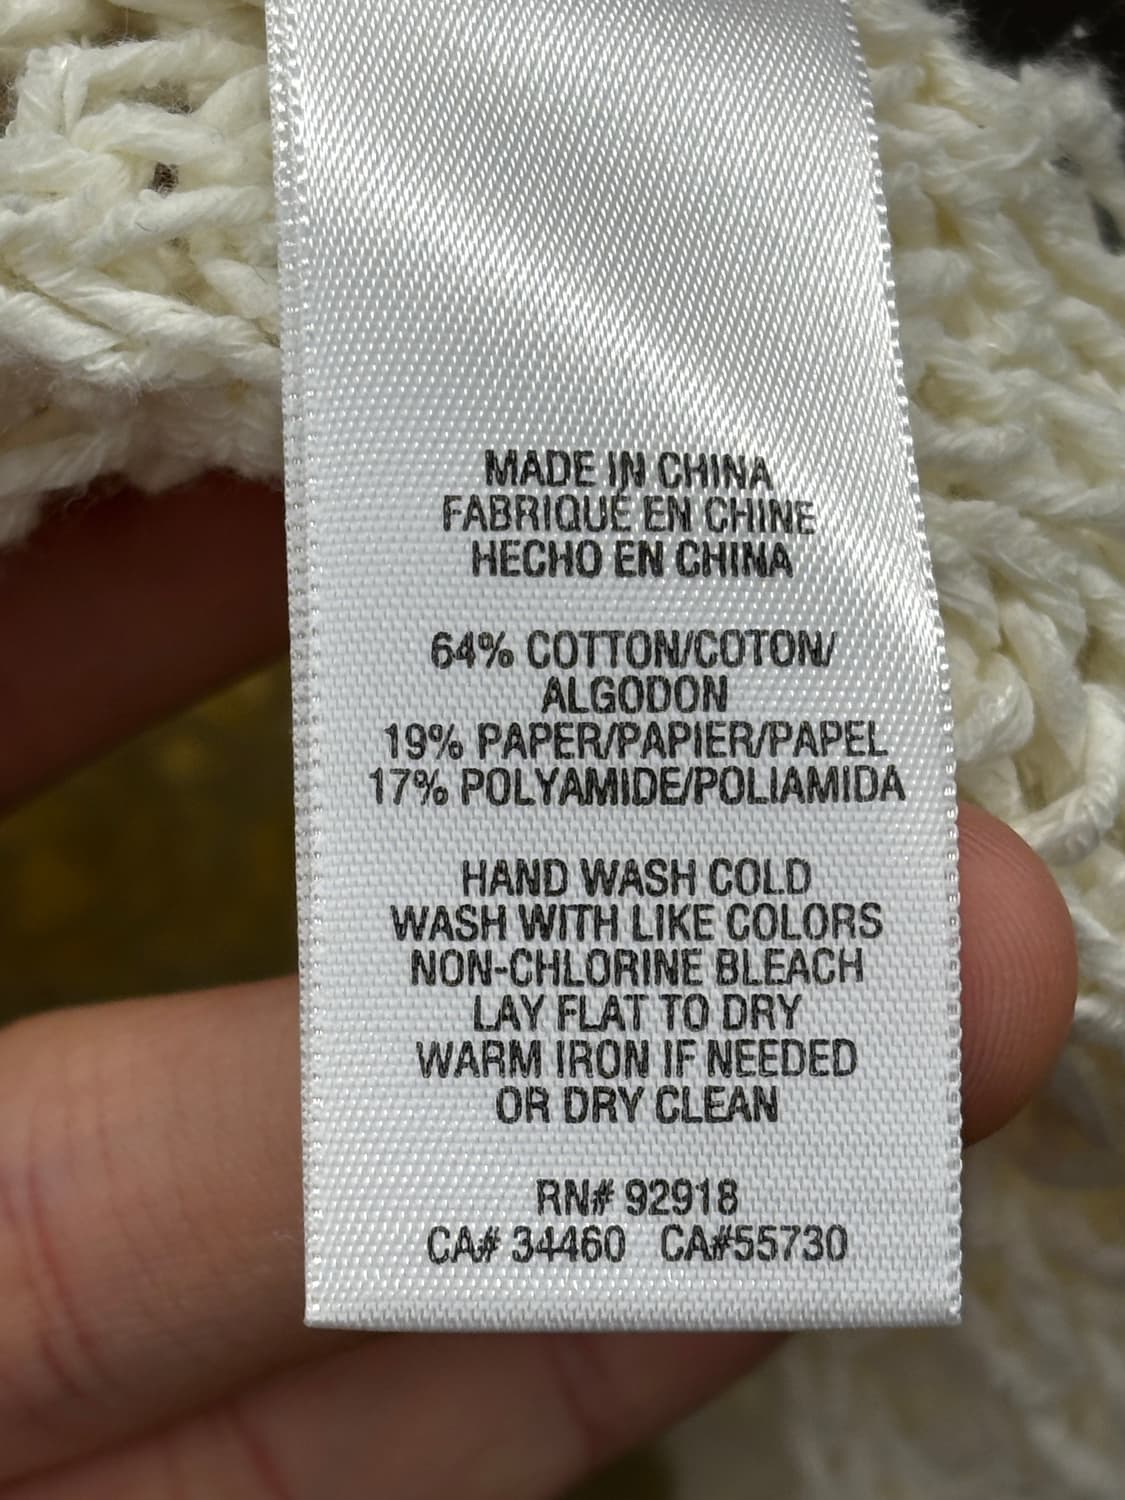 MADE IN CHINA
FABRIQUÉ EN CHINE
HECHO EN CHINA
64% COTTON/COTON/
ALGODON
19% PAPER/PAPIER/PAPEL
17% POLYAMIDE/POLIAMIDA
HAND WASH COLD
WASH WITH LIKE COLORS
NON-CHLORINE BLEACH
LAY FLAT TO DRY
WARM IRON IF NEEDED
OR DRY CLEAN
RN# 92918
CA# 34460 CA#55730